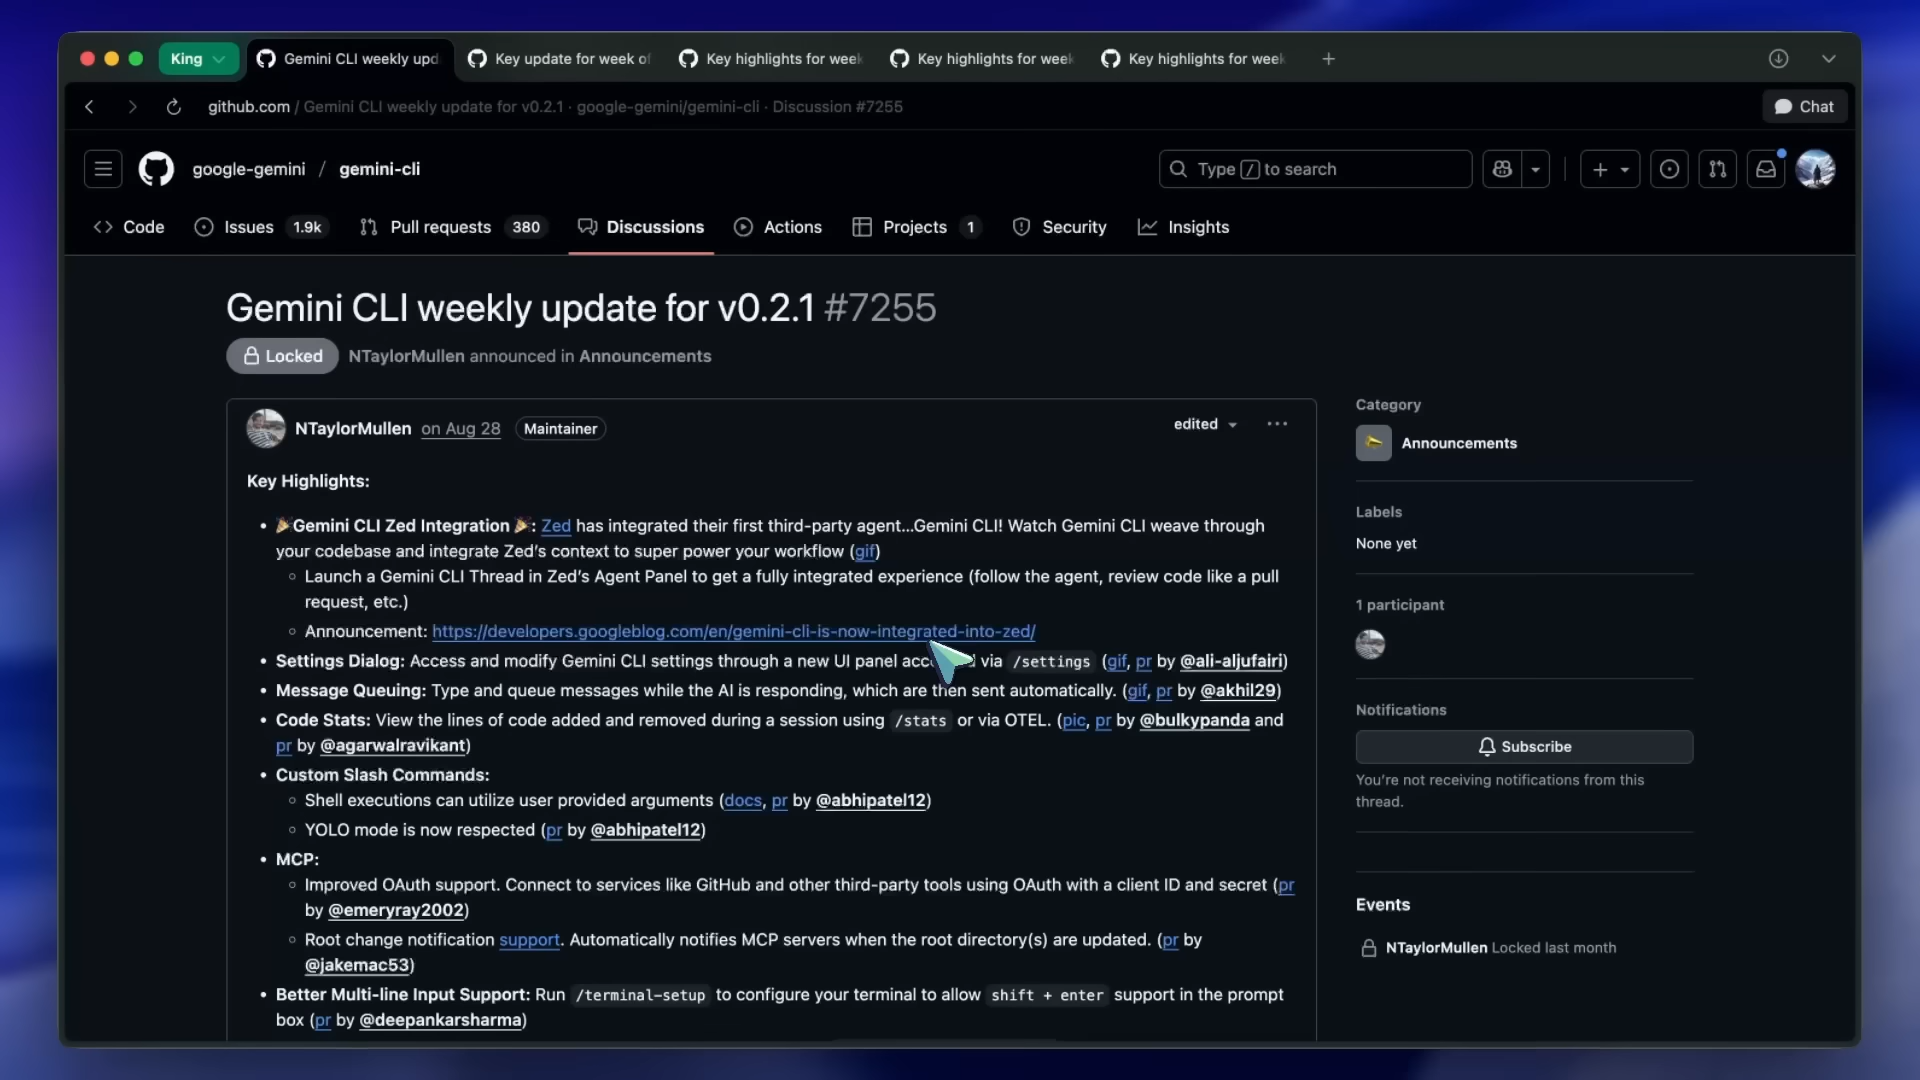 King
Gemini CLI weekly upd
Key update for week of
Key highlights for week
Key highlights for week
Key highlights for week
github.com / Gemini CLI weekly update for v0.2.1 · google-gemini/gemini-cli · Discussion #7255
Chat
google-gemini / gemini-cli
Type / to search
Code
Issues 1.9k
Pull requests 380
Discussions
Actions
Projects 1
Security
Insights
Gemini CLI weekly update for v0.2.1 #7255
Locked
NTaylorMullen announced in Announcements
NTaylorMullen on Aug 28 Maintainer
edited
Key Highlights:
• 🎉Gemini CLI Zed Integration 🎉: Zed has integrated their first third-party agent...Gemini CLI! Watch Gemini CLI weave through
your codebase and integrate Zed's context to super power your workflow (gif)
◦ Launch a Gemini CLI Thread in Zed's Agent Panel to get a fully integrated experience (follow the agent, review code like a pull
request, etc.)
◦ Announcement: https://developers.googleblog.com/en/gemini-cli-is-now-integrated-into-zed/
• Settings Dialog: Access and modify Gemini CLI settings through a new UI panel via /settings (gif, pr by @ali-aljufairi)
• Message Queuing: Type and queue messages while the AI is responding, which are then sent automatically. (gif, pr by @akhil29)
• Code Stats: View the lines of code added and removed during a session using /stats or via OTEL. (pic, pr by @bulkypanda and
pr by @agarwalravikant)
• Custom Slash Commands:
◦ Shell executions can utilize user provided arguments (docs, pr by @abhipatel12)
◦ YOLO mode is now respected (pr by @abhipatel12)
• MCP:
◦ Improved OAuth support. Connect to services like GitHub and other third-party tools using OAuth with a client ID and secret (pr
by @emeryray2002)
◦ Root change notification support. Automatically notifies MCP servers when the root directory(s) are updated. (pr by
@jakemac53)
• Better Multi-line Input Support: Run /terminal-setup to configure your terminal to allow shift + enter support in the prompt
box (pr by @deepankarsharma)
Category
Announcements
Labels
None yet
1 participant
Notifications
Subscribe
You're not receiving notifications from this
thread.
Events
NTaylorMullen Locked last month